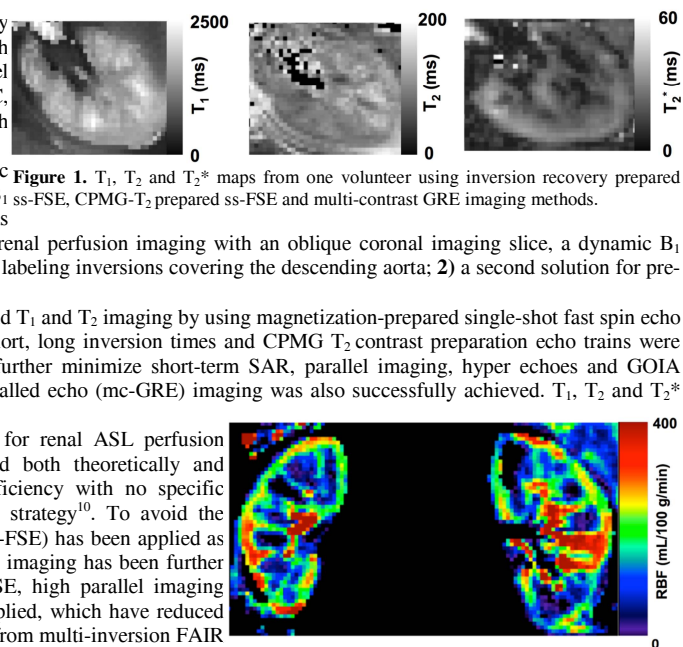 2500
T1 (ms)
0
200
T2 (ms)
0
60
T2* (ms)
0
Figure 1. T1, T2 and T2* maps from one volunteer using inversion recovery prepared
ss-FSE, CPMG-T2 prepared ss-FSE and multi-contrast GRE imaging methods.
renal perfusion imaging with an oblique coronal imaging slice, a dynamic B1
labeling inversions covering the descending aorta; 2) a second solution for pre-
d T1 and T2 imaging by using magnetization-prepared single-shot fast spin echo
ort, long inversion times and CPMG T2 contrast preparation echo trains were
further minimize short-term SAR, parallel imaging, hyper echoes and GOIA
alled echo (mc-GRE) imaging was also successfully achieved. T1, T2 and T2*
for renal ASL perfusion
d both theoretically and
ficiency with no specific
strategy10. To avoid the
-FSE) has been applied as
imaging has been further
SE, high parallel imaging
plied, which have reduced
from multi-inversion FAIR
400
RBF (mL/100 g/min)
0